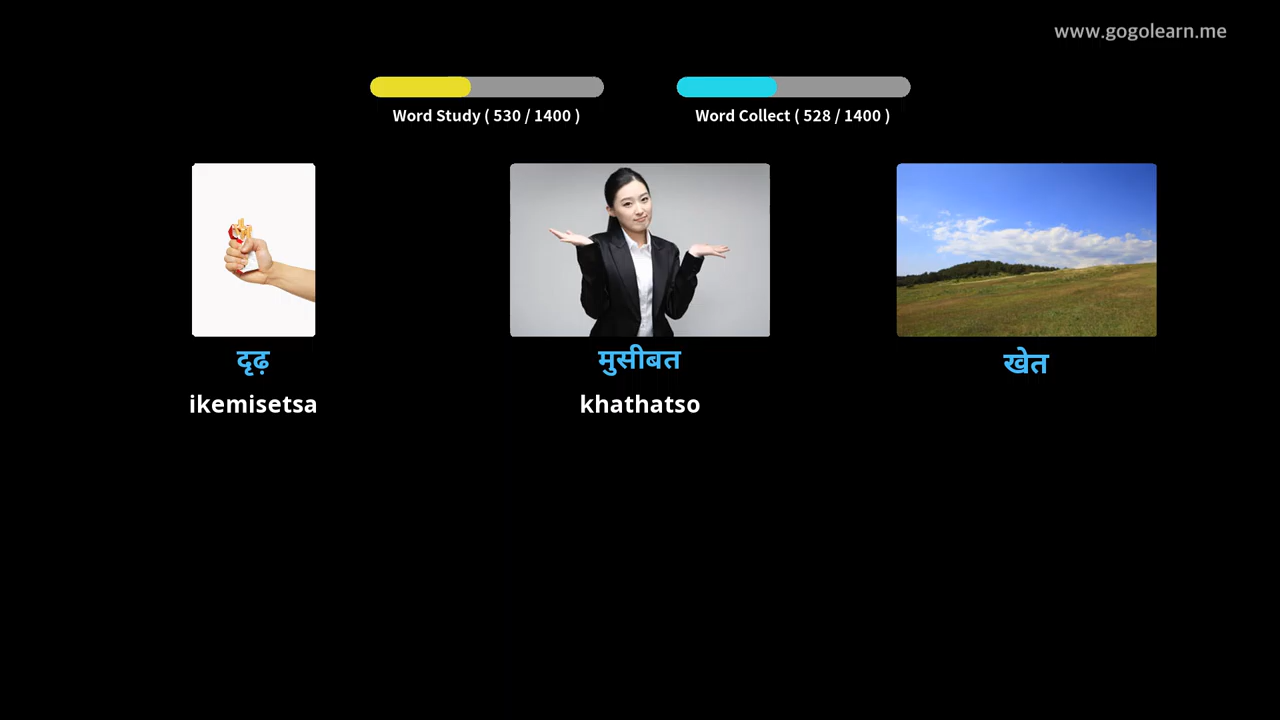 www.gogolearn.me
Word Study ( 530 / 1400 )
Word Collect ( 528 / 1400 )
दृढ़
मुसीबत
खेत
ikemisetsa
khathatso